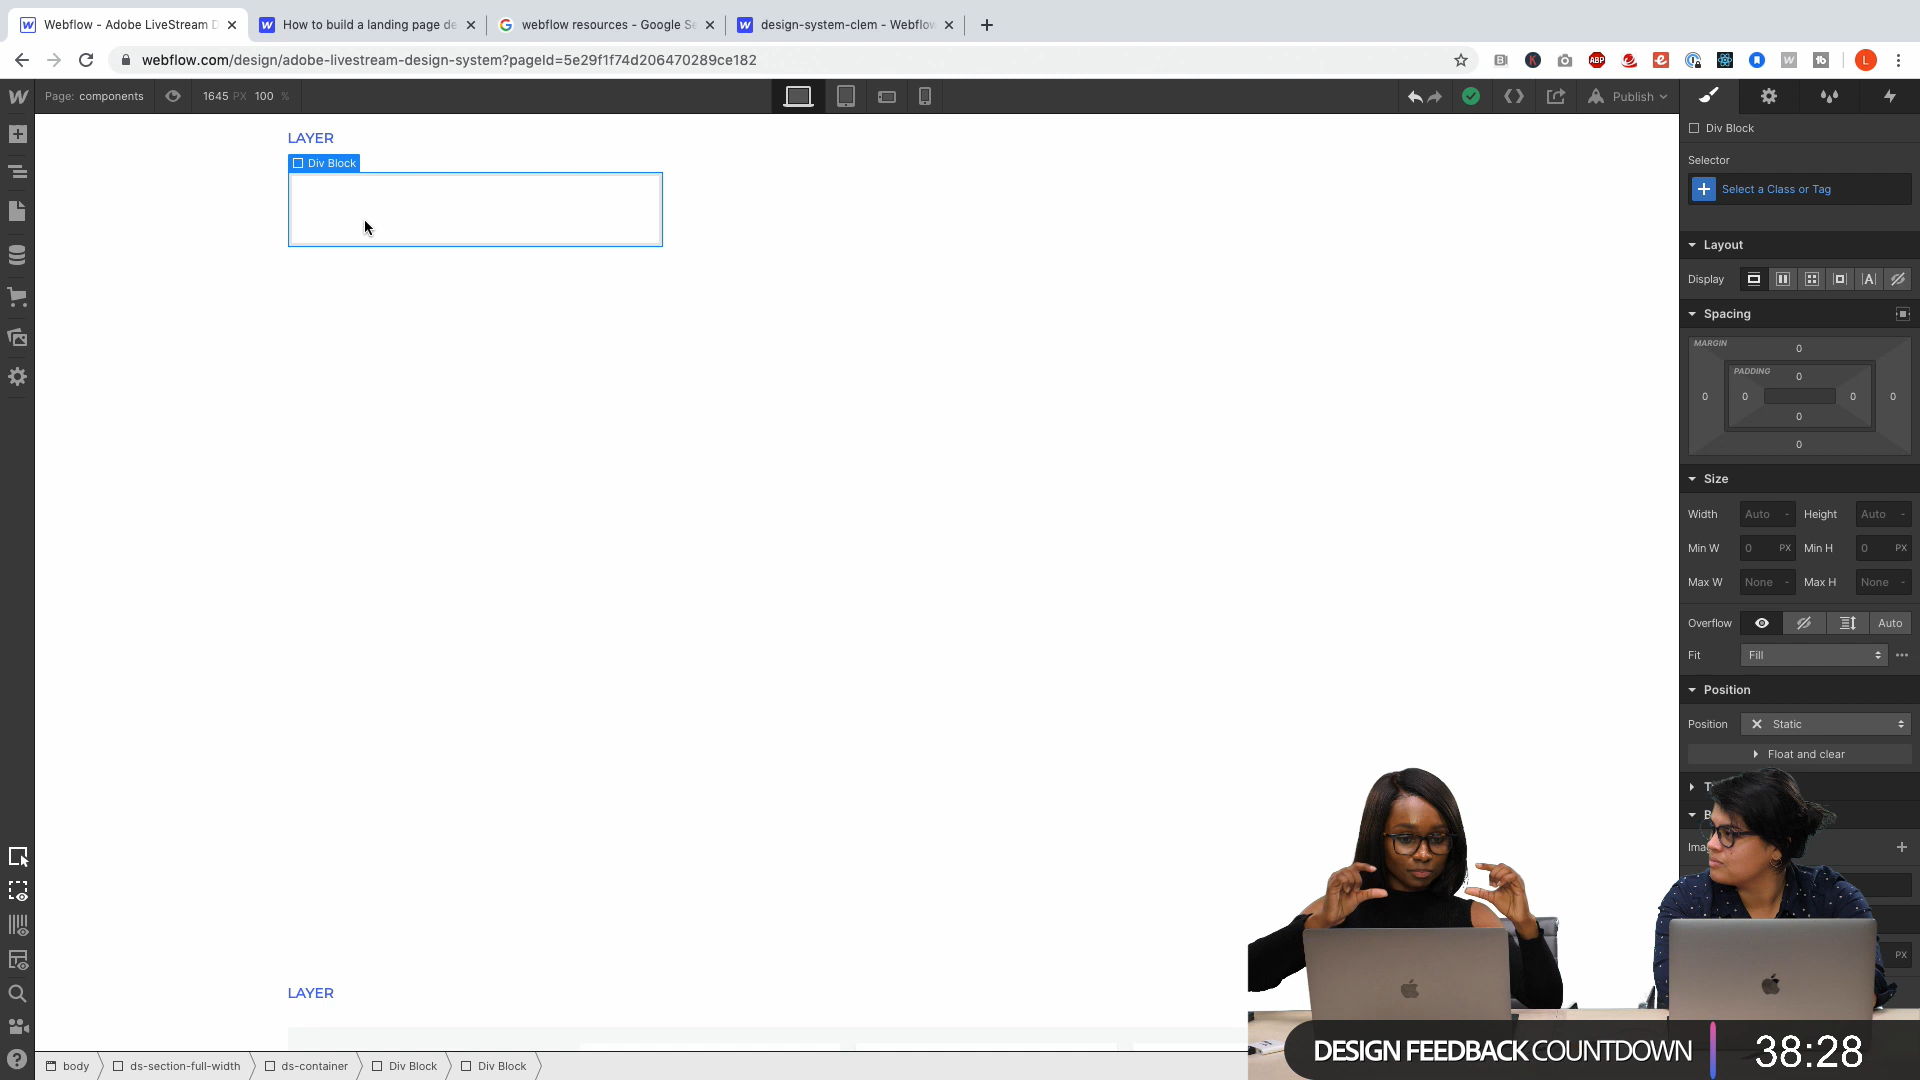 Webflow - Adobe LiveStream D
How to build a landing page de
webflow resources - Google Se
design-system-clem - Webflow
webflow.com/design/adobe-livestream-design-system?pageId=5e29f1f74d206470289ce182
ABP
L
Page: components
1645 PX 100 %
Publish
LAYER
Div Block
Div Block
Selector
Select a Class or Tag
Layout
Display
Spacing
MARGIN
0
PADDING
0
0 0 0 0
0
0
Size
Width Auto - Height Auto -
Min W 0 PX Min H 0 PX
Max W None - Max H None -
Overflow Auto
Fit Fill
Position
Position Static
Float and clear
PX
LAYER
body ds-section-full-width ds-container Div Block Div Block
DESIGN FEEDBACK COUNTDOWN 38:28